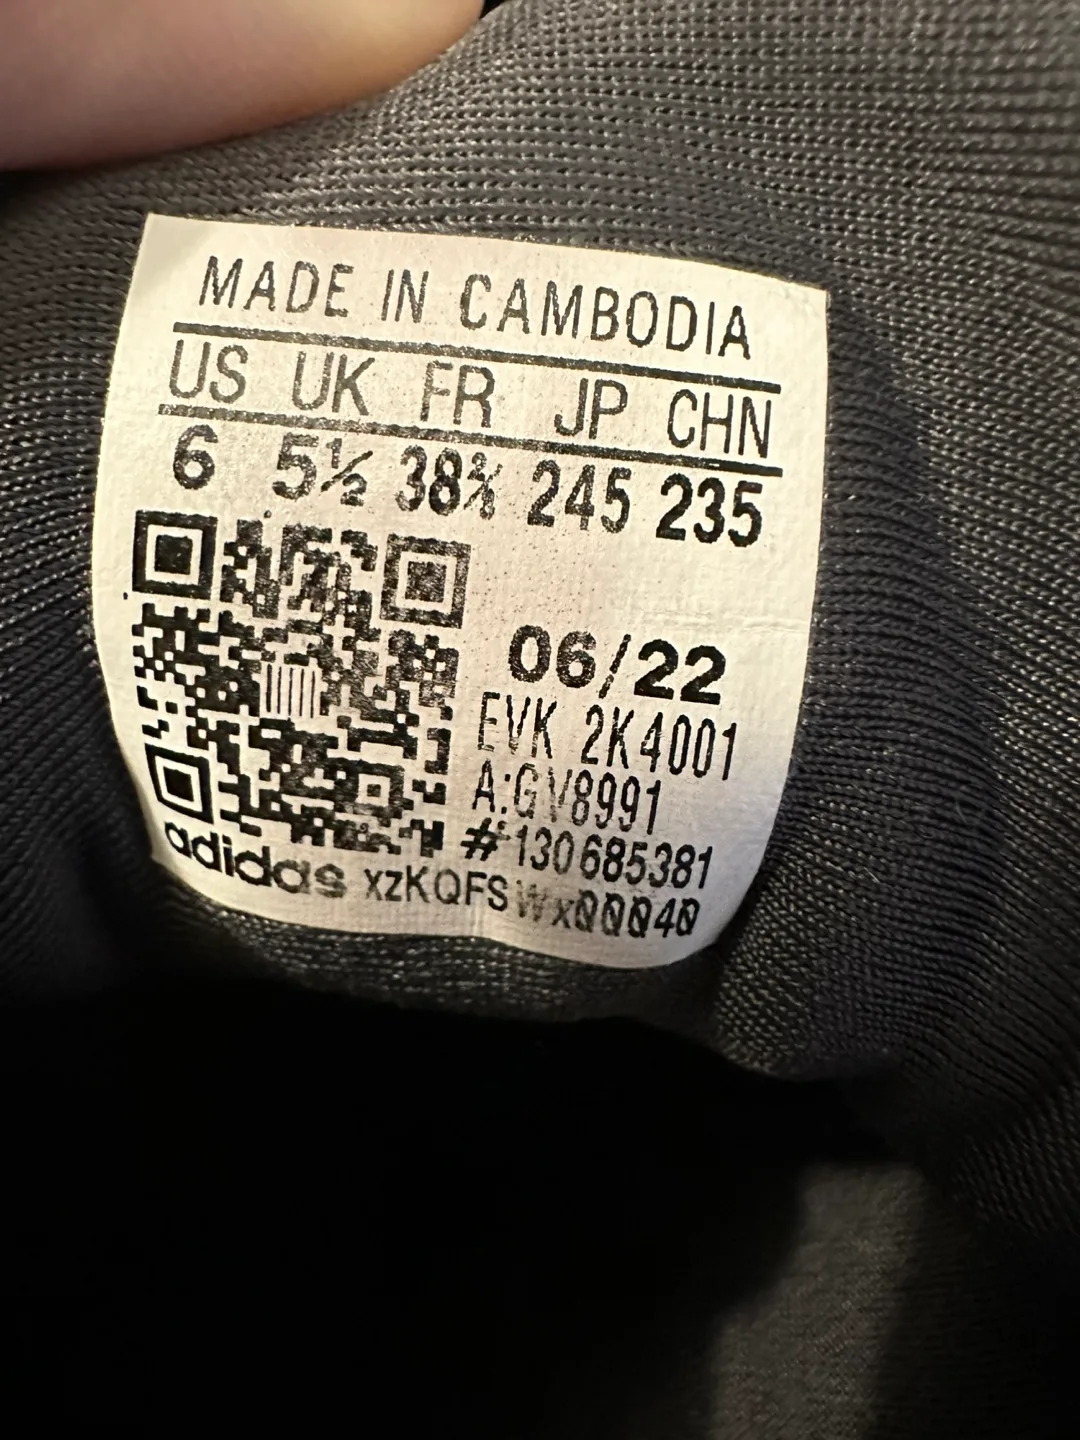 MADE IN CAMBODIA
US UK FR JP CHN
6 5½ 38⅔ 245 235
06/22
EVK 2K4001
A:GV8991
#130685381
adidas xzKQFSWx00040